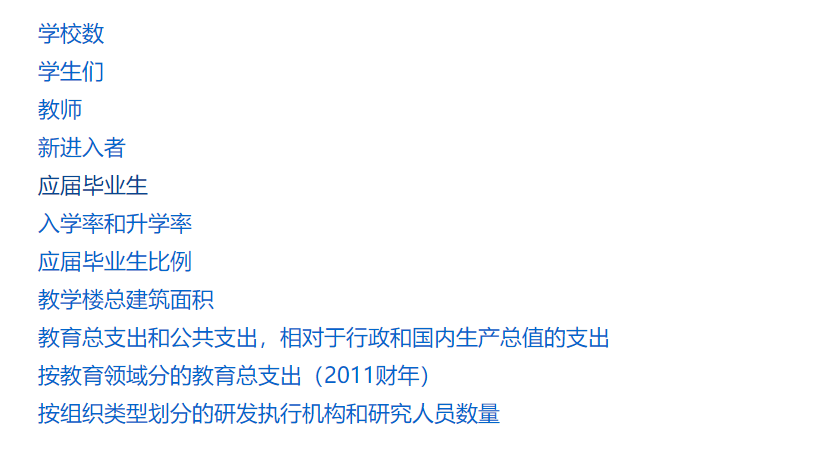 学校数
学生们
教师
新进入者
应届毕业生
入学率和升学率
应届毕业生比例
教学楼总建筑面积
教育总支出和公共支出，相对于行政和国内生产总值的支出
按教育领域分的教育总支出（2011财年）
按组织类型划分的研发执行机构和研究人员数量